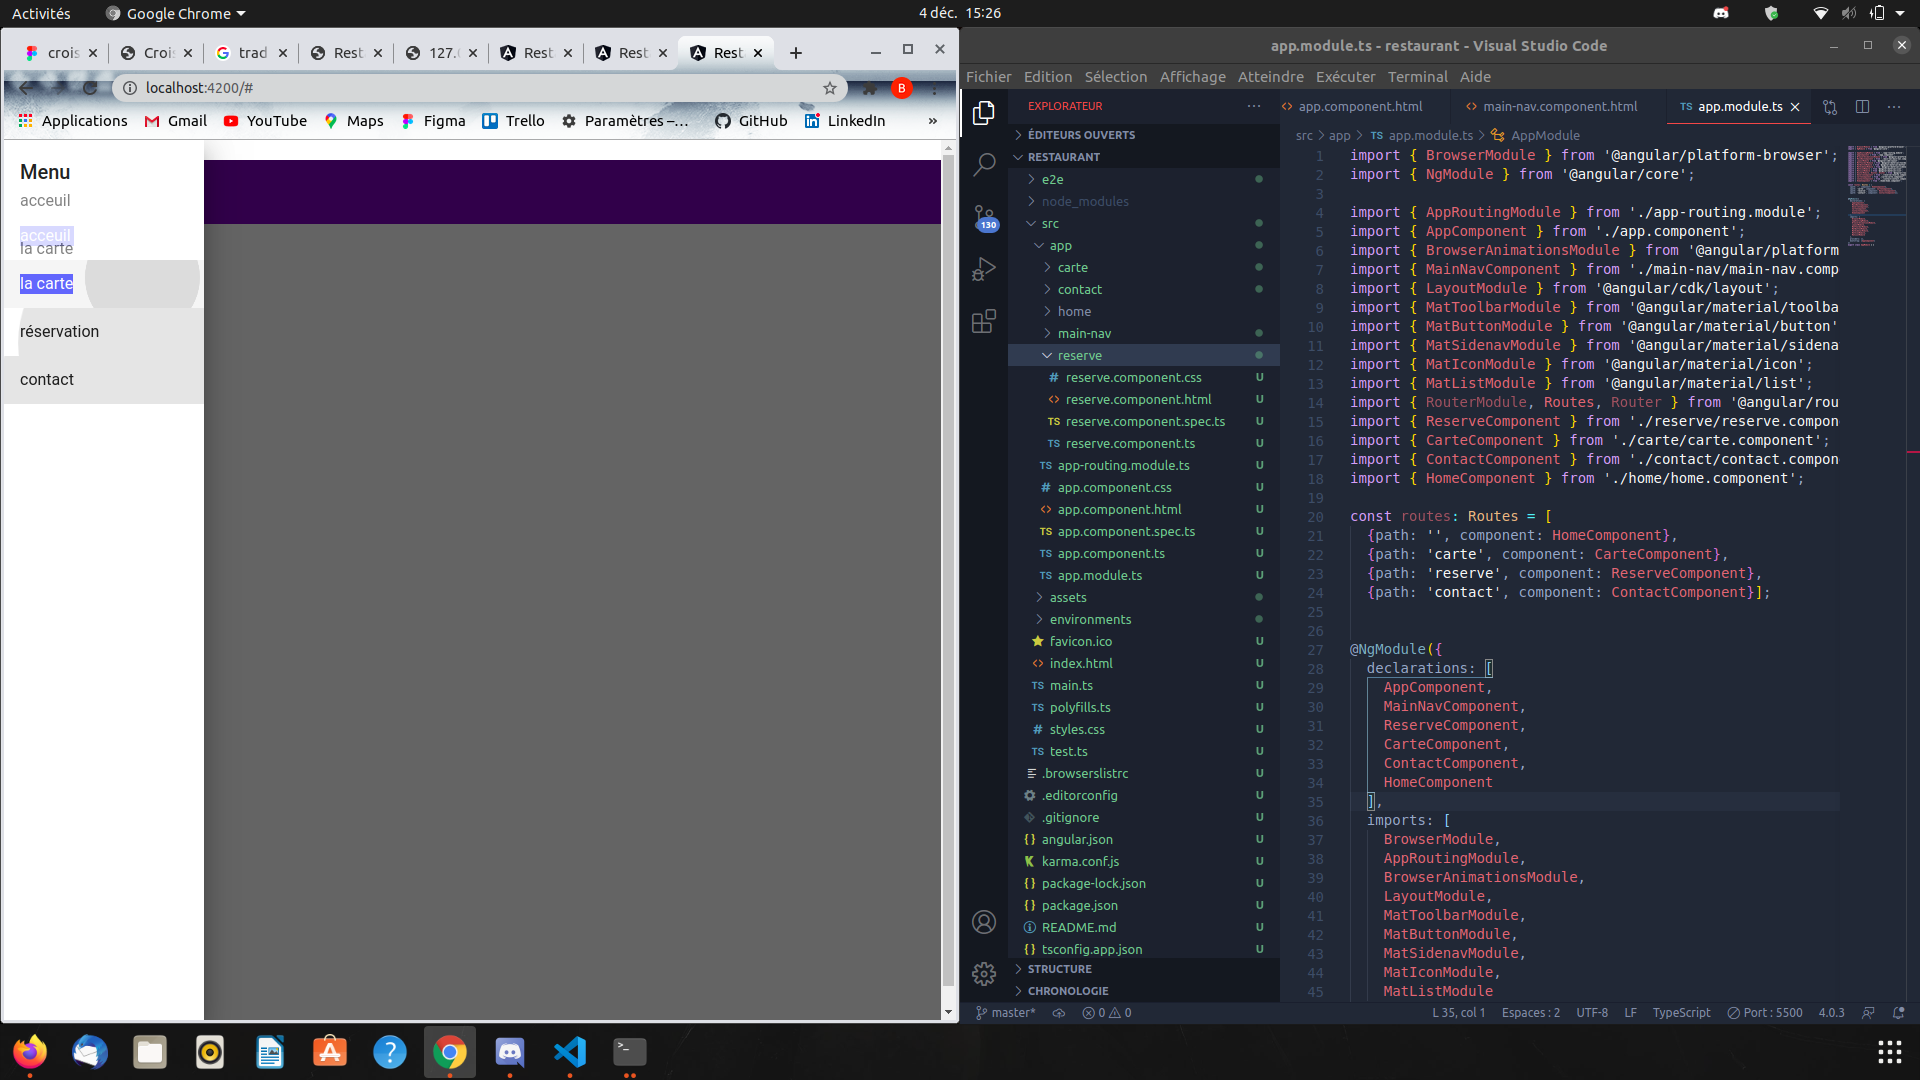 Activités
Google Chrome
4 déc. 15:26
crois
Crois
trad
Rest
127.
Rest
Rest
Rest
localhost:4200/#
B
Applications
Gmail
YouTube
Maps
Figma
Trello
Paramètres –…
GitHub
LinkedIn
»
Menu
acceuil
acceuil
la carte
la carte
réservation
contact
app.module.ts - restaurant - Visual Studio Code
Fichier Edition Sélection Affichage Atteindre Exécuter Terminal Aide
130
EXPLORATEUR
ÉDITEURS OUVERTS
RESTAURANT
e2e
node_modules
src
app
carte
contact
home
main-nav
reserve
# reserve.component.css U
<> reserve.component.html U
TS reserve.component.spec.ts U
TS reserve.component.ts U
TS app-routing.module.ts U
# app.component.css U
<> app.component.html U
TS app.component.spec.ts U
TS app.component.ts U
TS app.module.ts U
assets
environments
favicon.ico U
<> index.html U
TS main.ts U
TS polyfills.ts U
# styles.css U
TS test.ts U
.browserslistrc U
.editorconfig U
.gitignore U
{} angular.json U
karma.conf.js U
{} package-lock.json U
{} package.json U
README.md U
{} tsconfig.app.json U
STRUCTURE
CHRONOLOGIE
<> app.component.html
<> main-nav.component.html
TS app.module.ts
src > app > TS app.module.ts > AppModule
1 import { BrowserModule } from '@angular/platform-browser';
2 import { NgModule } from '@angular/core';
3
4 import { AppRoutingModule } from './app-routing.module';
5 import { AppComponent } from './app.component';
6 import { BrowserAnimationsModule } from '@angular/platform
7 import { MainNavComponent } from './main-nav/main-nav.comp
8 import { LayoutModule } from '@angular/cdk/layout';
9 import { MatToolbarModule } from '@angular/material/toolba
10 import { MatButtonModule } from '@angular/material/button'
11 import { MatSidenavModule } from '@angular/material/sidena
12 import { MatIconModule } from '@angular/material/icon';
13 import { MatListModule } from '@angular/material/list';
14 import { RouterModule, Routes, Router } from '@angular/rou
15 import { ReserveComponent } from './reserve/reserve.compon
16 import { CarteComponent } from './carte/carte.component';
17 import { ContactComponent } from './contact/contact.compon
18 import { HomeComponent } from './home/home.component';
19
20 const routes: Routes = [
21 {path: '', component: HomeComponent},
22 {path: 'carte', component: CarteComponent},
23 {path: 'reserve', component: ReserveComponent},
24 {path: 'contact', component: ContactComponent}];
25
26
27 @NgModule({
28 declarations: [
29 AppComponent,
30 MainNavComponent,
31 ReserveComponent,
32 CarteComponent,
33 ContactComponent,
34 HomeComponent
35 ],
36 imports: [
37 BrowserModule,
38 AppRoutingModule,
39 BrowserAnimationsModule,
40 LayoutModule,
41 MatToolbarModule,
42 MatButtonModule,
43 MatSidenavModule,
44 MatIconModule,
45 MatListModule
master*
0 0
L 35, col 1
Espaces : 2
UTF-8
LF
TypeScript
Port : 5500
4.0.3